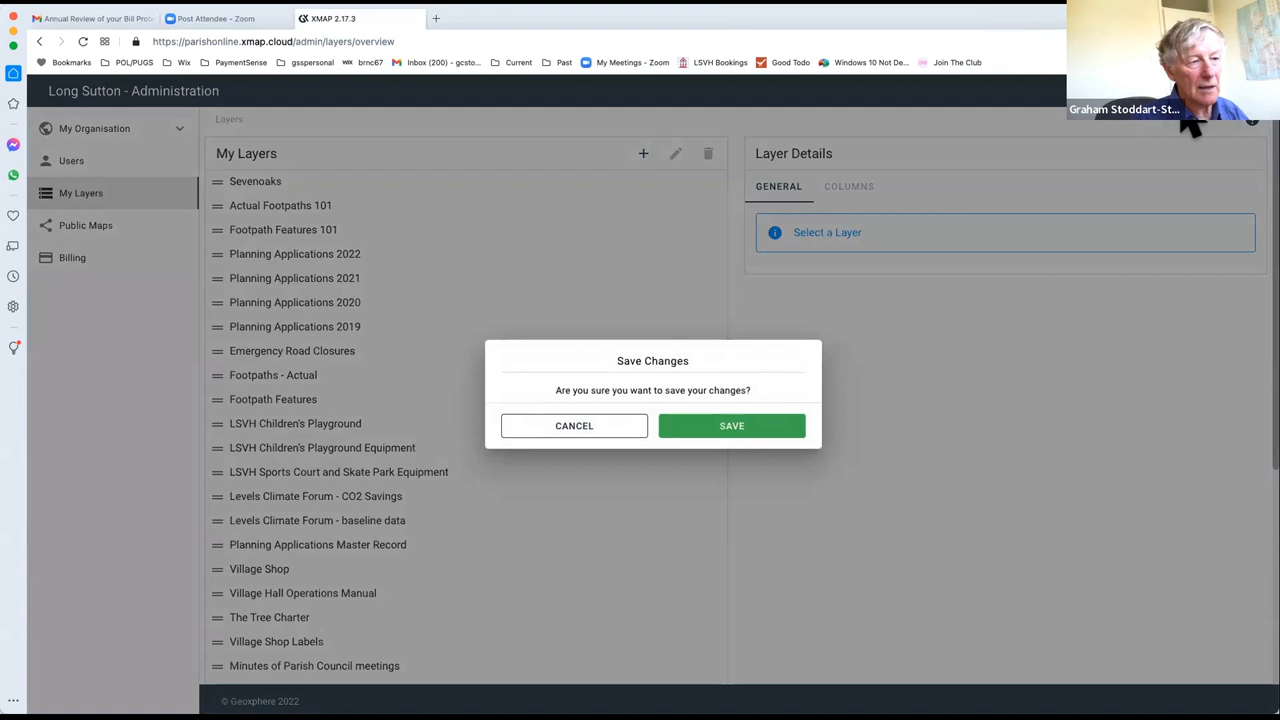 Annual Review of your Bill Prote
Post Attendee - Zoom
XMAP 2.17.3
https://parishonline.xmap.cloud/admin/layers/overview
Bookmarks
POL/PUGS
Wix
PaymentSense
gsspersonal
WIX brnc67
Inbox (200) - gcsto...
Current
Past
My Meetings - Zoom
LSVH Bookings
Good Todo
Windows 10 Not De...
Join The Club
Graham Stoddart-St...
Long Sutton - Administration
My Organisation
Users
My Layers
Public Maps
Billing
Layers
My Layers
Sevenoaks
Actual Footpaths 101
Footpath Features 101
Planning Applications 2022
Planning Applications 2021
Planning Applications 2020
Planning Applications 2019
Emergency Road Closures
Footpaths - Actual
Footpath Features
LSVH Children's Playground
LSVH Children's Playground Equipment
LSVH Sports Court and Skate Park Equipment
Levels Climate Forum - CO2 Savings
Levels Climate Forum - baseline data
Planning Applications Master Record
Village Shop
Village Hall Operations Manual
The Tree Charter
Village Shop Labels
Minutes of Parish Council meetings
Layer Details
GENERAL COLUMNS
Select a Layer
Save Changes
Are you sure you want to save your changes?
CANCEL SAVE
© Geoxphere 2022